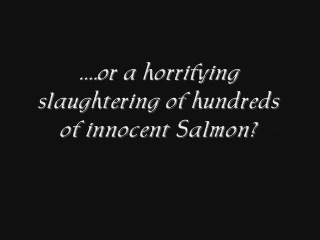 ....or a horrifying
slaughtering of hundreds
of innocent Salmon?